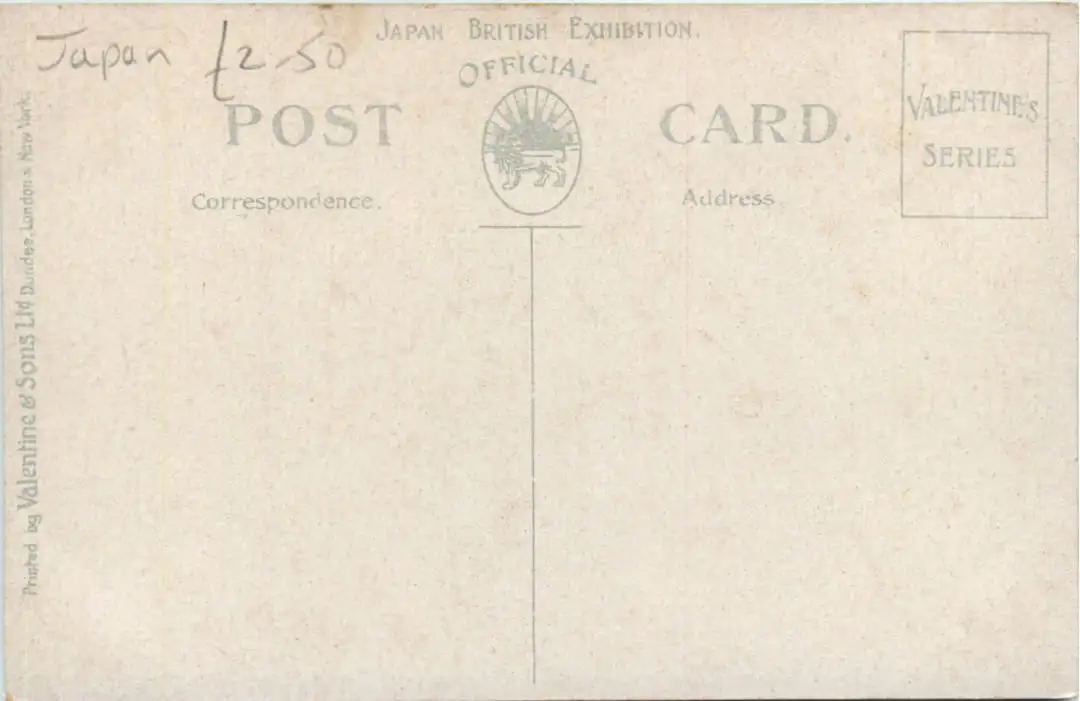 Japan £2.50
JAPAN BRITISH EXHIBITION.
OFFICIAL
POST CARD.
VALENTINE'S
SERIES
Correspondence.
Address.
Printed by Valentine & Sons Ltd Dundee, London & New York.